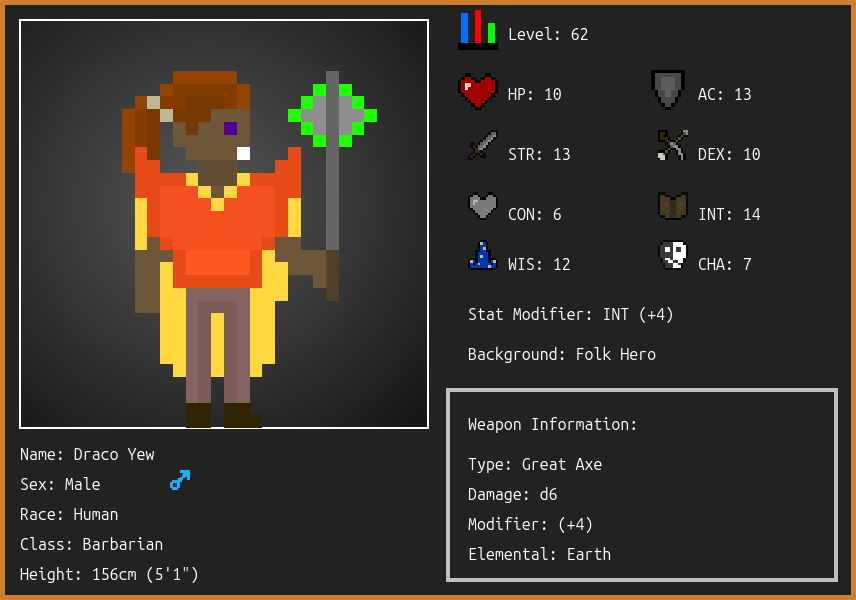 Level: 62
HP: 10
AC: 13
STR: 13
DEX: 10
CON: 6
INT: 14
WIS: 12
CHA: 7
Stat Modifier: INT (+4)
Background: Folk Hero
Weapon Information:
Type: Great Axe
Damage: d6
Modifier: (+4)
Elemental: Earth
Name: Draco Yew
Sex: Male
Race: Human
Class: Barbarian
Height: 156cm (5'1")